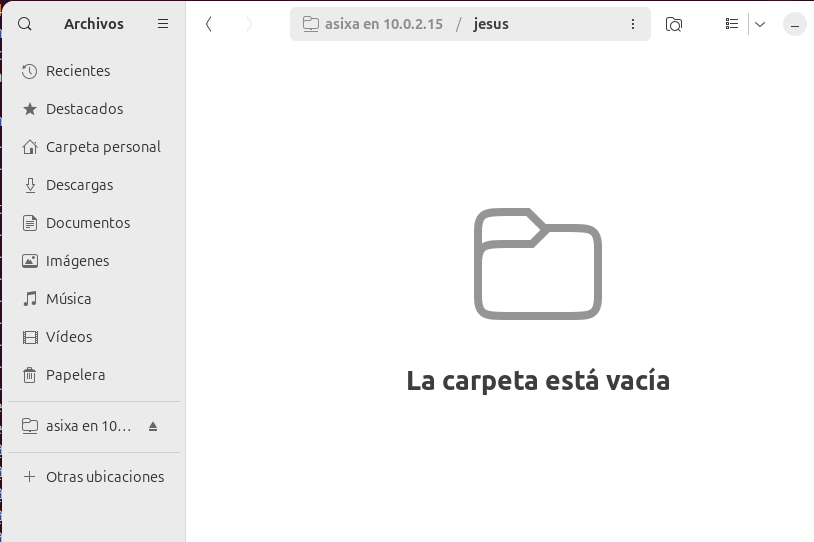 Archivos
asixa en 10.0.2.15 / jesus
Recientes
Destacados
Carpeta personal
Descargas
Documentos
Imágenes
Música
Vídeos
Papelera
asixa en 10...
Otras ubicaciones
La carpeta está vacía